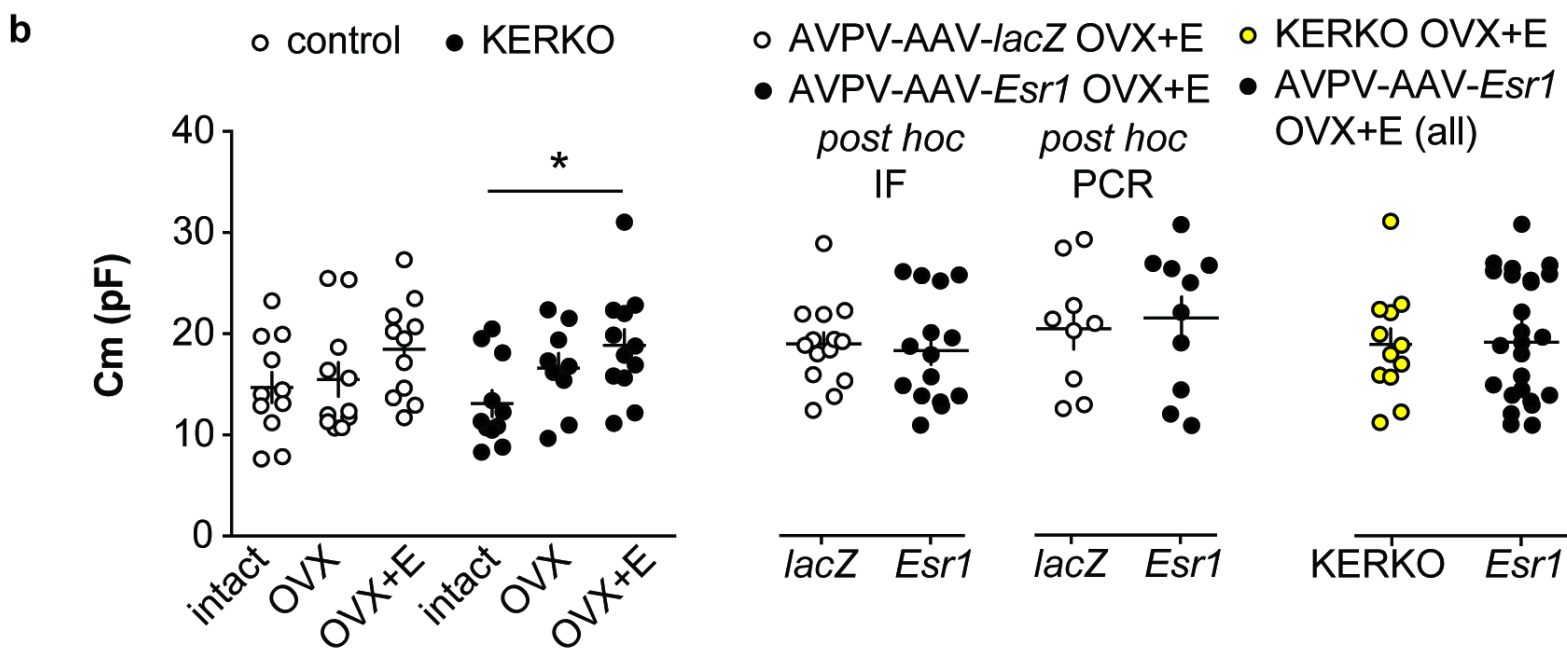 b
control KERKO
AVPV-AAV-lacZ OVX+E
AVPV-AAV-Esr1 OVX+E
KERKO OVX+E
AVPV-AAV-Esr1
OVX+E (all)
post hoc
IF
post hoc
PCR
*
Cm (pF)
40
30
20
10
0
intact
OVX
OVX+E
intact
OVX
OVX+E
lacZ
Esr1
lacZ
Esr1
KERKO
Esr1